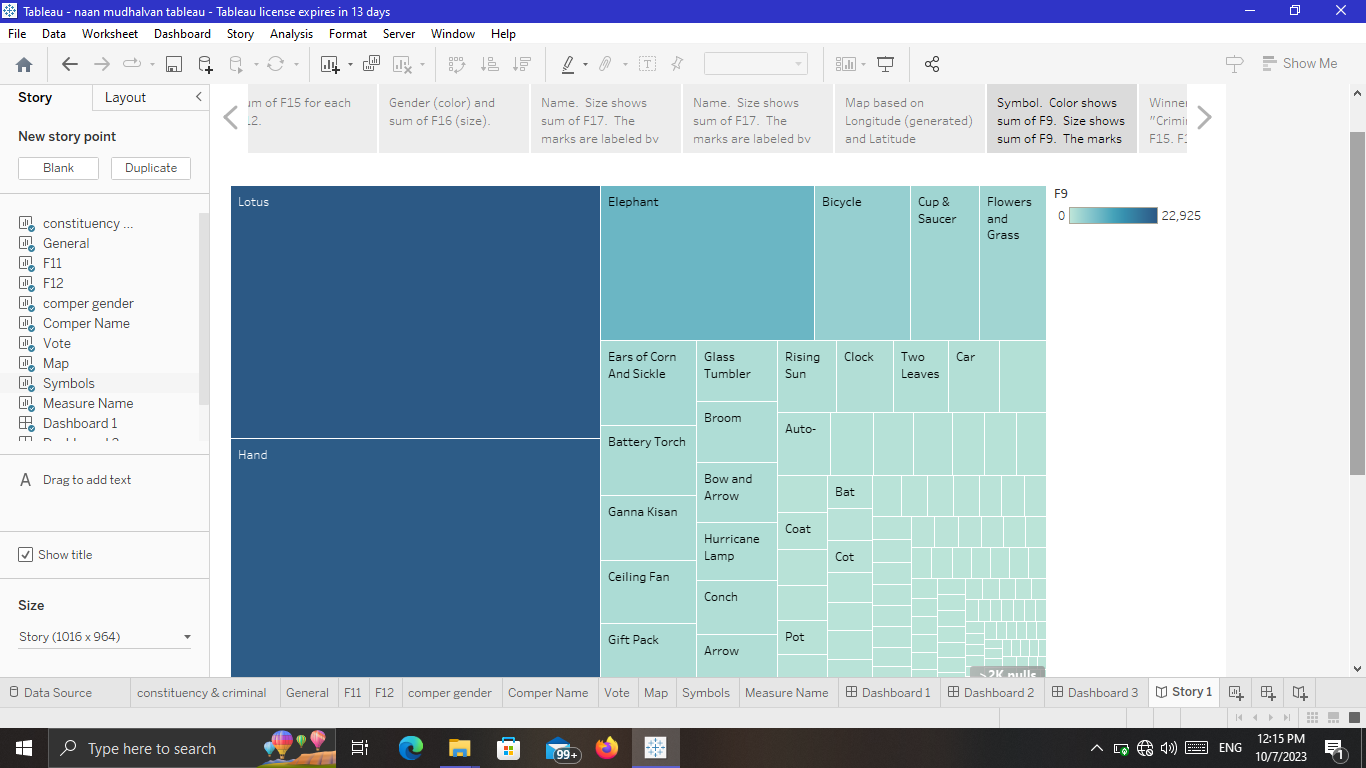 Tableau - naan mudhalvan tableau - Tableau license expires in 13 days
File Data Worksheet Dashboard Story Analysis Format Server Window Help
Show Me
Story Layout
New story point
Blank Duplicate
constituency ...
General
F11
F12
comper gender
Comper Name
Vote
Map
Symbols
Measure Name
Dashboard 1
Drag to add text
Show title
Size
Story (1016 x 964)
of F15 for each
Gender (color) and
sum of F16 (size).
Name. Size shows
sum of F17. The
marks are labeled by
Name. Size shows
sum of F17. The
marks are labeled by
Map based on
Longitude (generated)
and Latitude
Symbol. Color shows
sum of F9. Size shows
sum of F9. The marks
F15.
Lotus
Hand
Elephant
Bicycle
Cup &
Saucer
Flowers
and
Grass
Ears of Corn
And Sickle
Battery Torch
Ganna Kisan
Ceiling Fan
Gift Pack
Glass
Tumbler
Broom
Bow and
Arrow
Hurricane
Lamp
Conch
Arrow
Rising
Sun
Clock
Two
Leaves
Car
Auto-
Bat
Coat
Cot
Pot
>2K nulls
F9
0 22,925
Data Source constituency & criminal General F11 F12 comper gender Comper Name Vote Map Symbols Measure Name Dashboard 1 Dashboard 2 Dashboard 3 Story 1
Type here to search
99+
ENG
12:15 PM
10/7/2023
1